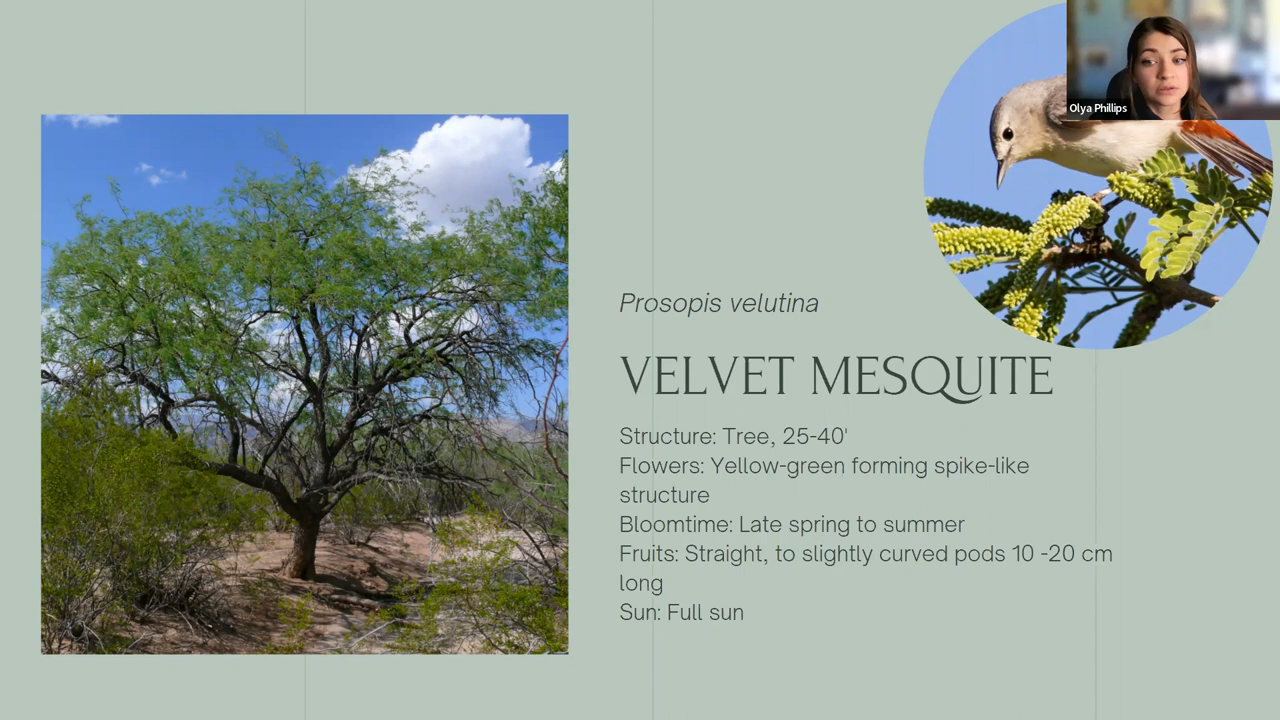 Olya Phillips
Prosopis velutina
VELVET MESQUITE
Structure: Tree, 25-40'
Flowers: Yellow-green forming spike-like
structure
Bloomtime: Late spring to summer
Fruits: Straight, to slightly curved pods 10 -20 cm
long
Sun: Full sun